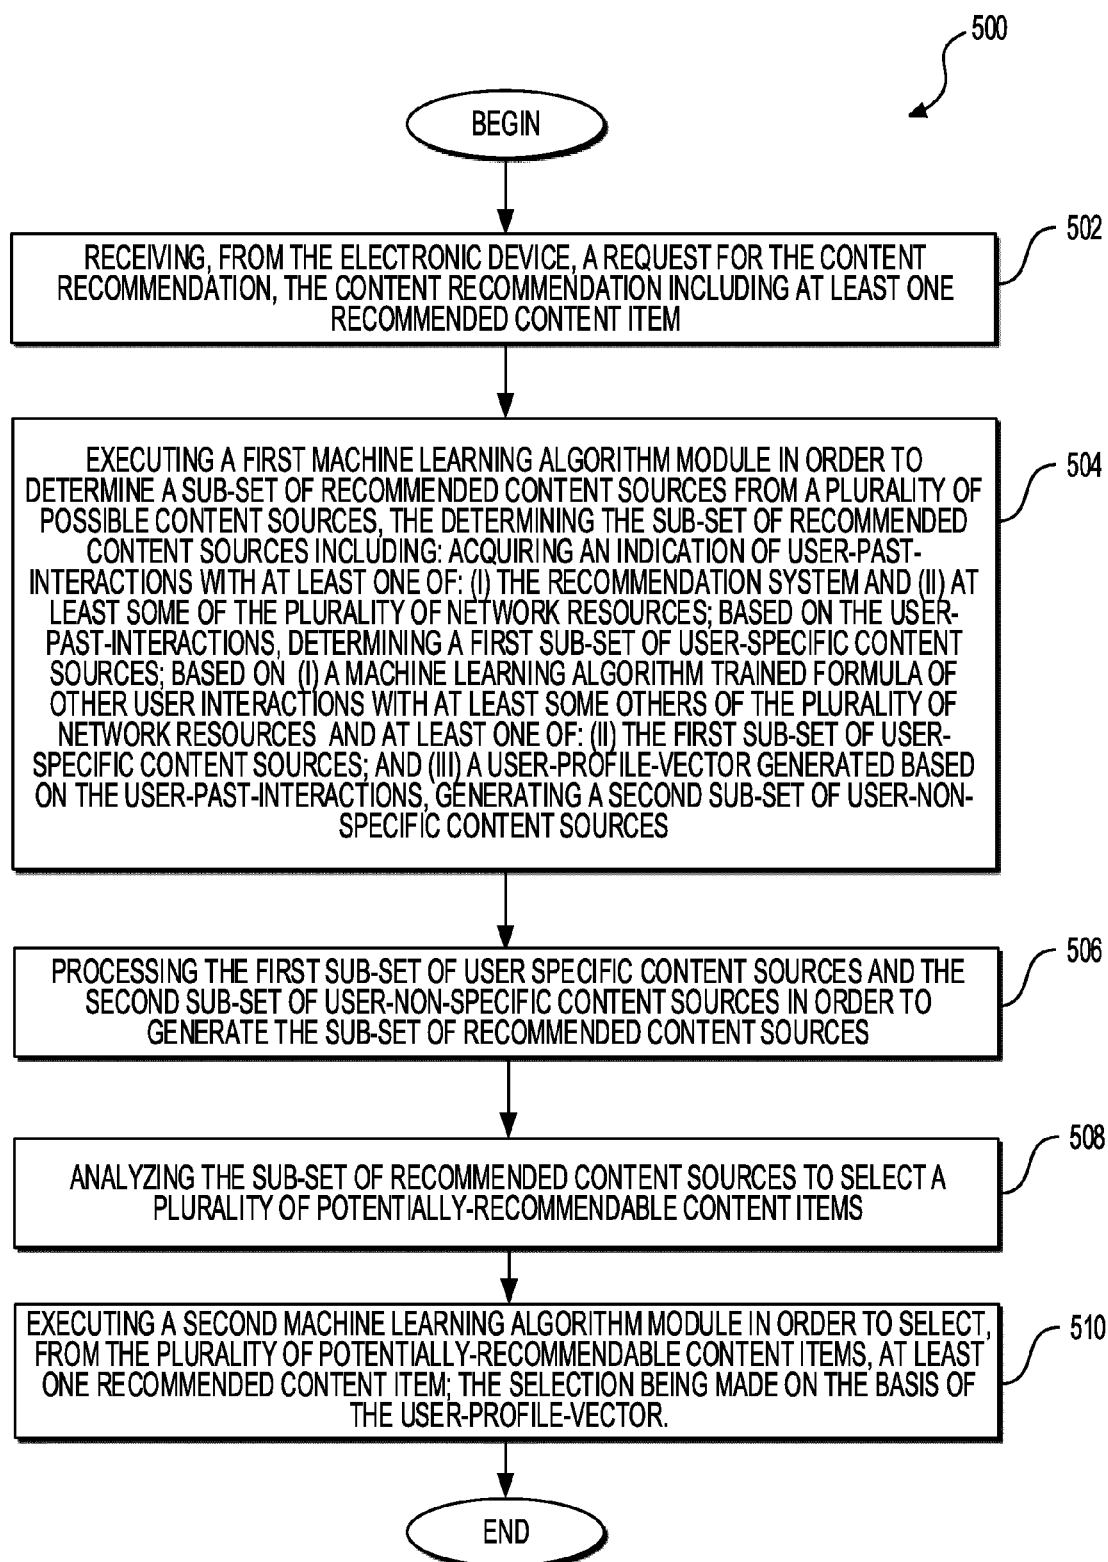 500
BEGIN
502
RECEIVING, FROM THE ELECTRONIC DEVICE, A REQUEST FOR THE CONTENT
RECOMMENDATION, THE CONTENT RECOMMENDATION INCLUDING AT LEAST ONE
RECOMMENDED CONTENT ITEM
504
EXECUTING A FIRST MACHINE LEARNING ALGORITHM MODULE IN ORDER TO
DETERMINE A SUB-SET OF RECOMMENDED CONTENT SOURCES FROM A PLURALITY OF
POSSIBLE CONTENT SOURCES, THE DETERMINING THE SUB-SET OF RECOMMENDED
CONTENT SOURCES INCLUDING: ACQUIRING AN INDICATION OF USER-PAST-
INTERACTIONS WITH AT LEAST ONE OF: (I) THE RECOMMENDATION SYSTEM AND (II) AT
LEAST SOME OF THE PLURALITY OF NETWORK RESOURCES; BASED ON THE USER-
PAST-INTERACTIONS, DETERMINING A FIRST SUB-SET OF USER-SPECIFIC CONTENT
SOURCES; BASED ON (I) A MACHINE LEARNING ALGORITHM TRAINED FORMULA OF
OTHER USER INTERACTIONS WITH AT LEAST SOME OTHERS OF THE PLURALITY OF
NETWORK RESOURCES AND AT LEAST ONE OF: (II) THE FIRST SUB-SET OF USER-
SPECIFIC CONTENT SOURCES; AND (III) A USER-PROFILE-VECTOR GENERATED BASED
ON THE USER-PAST-INTERACTIONS, GENERATING A SECOND SUB-SET OF USER-NON-
SPECIFIC CONTENT SOURCES
506
PROCESSING THE FIRST SUB-SET OF USER SPECIFIC CONTENT SOURCES AND THE
SECOND SUB-SET OF USER-NON-SPECIFIC CONTENT SOURCES IN ORDER TO
GENERATE THE SUB-SET OF RECOMMENDED CONTENT SOURCES
508
ANALYZING THE SUB-SET OF RECOMMENDED CONTENT SOURCES TO SELECT A
PLURALITY OF POTENTIALLY-RECOMMENDABLE CONTENT ITEMS
510
EXECUTING A SECOND MACHINE LEARNING ALGORITHM MODULE IN ORDER TO SELECT,
FROM THE PLURALITY OF POTENTIALLY-RECOMMENDABLE CONTENT ITEMS, AT LEAST
ONE RECOMMENDED CONTENT ITEM; THE SELECTION BEING MADE ON THE BASIS OF
THE USER-PROFILE-VECTOR.
END